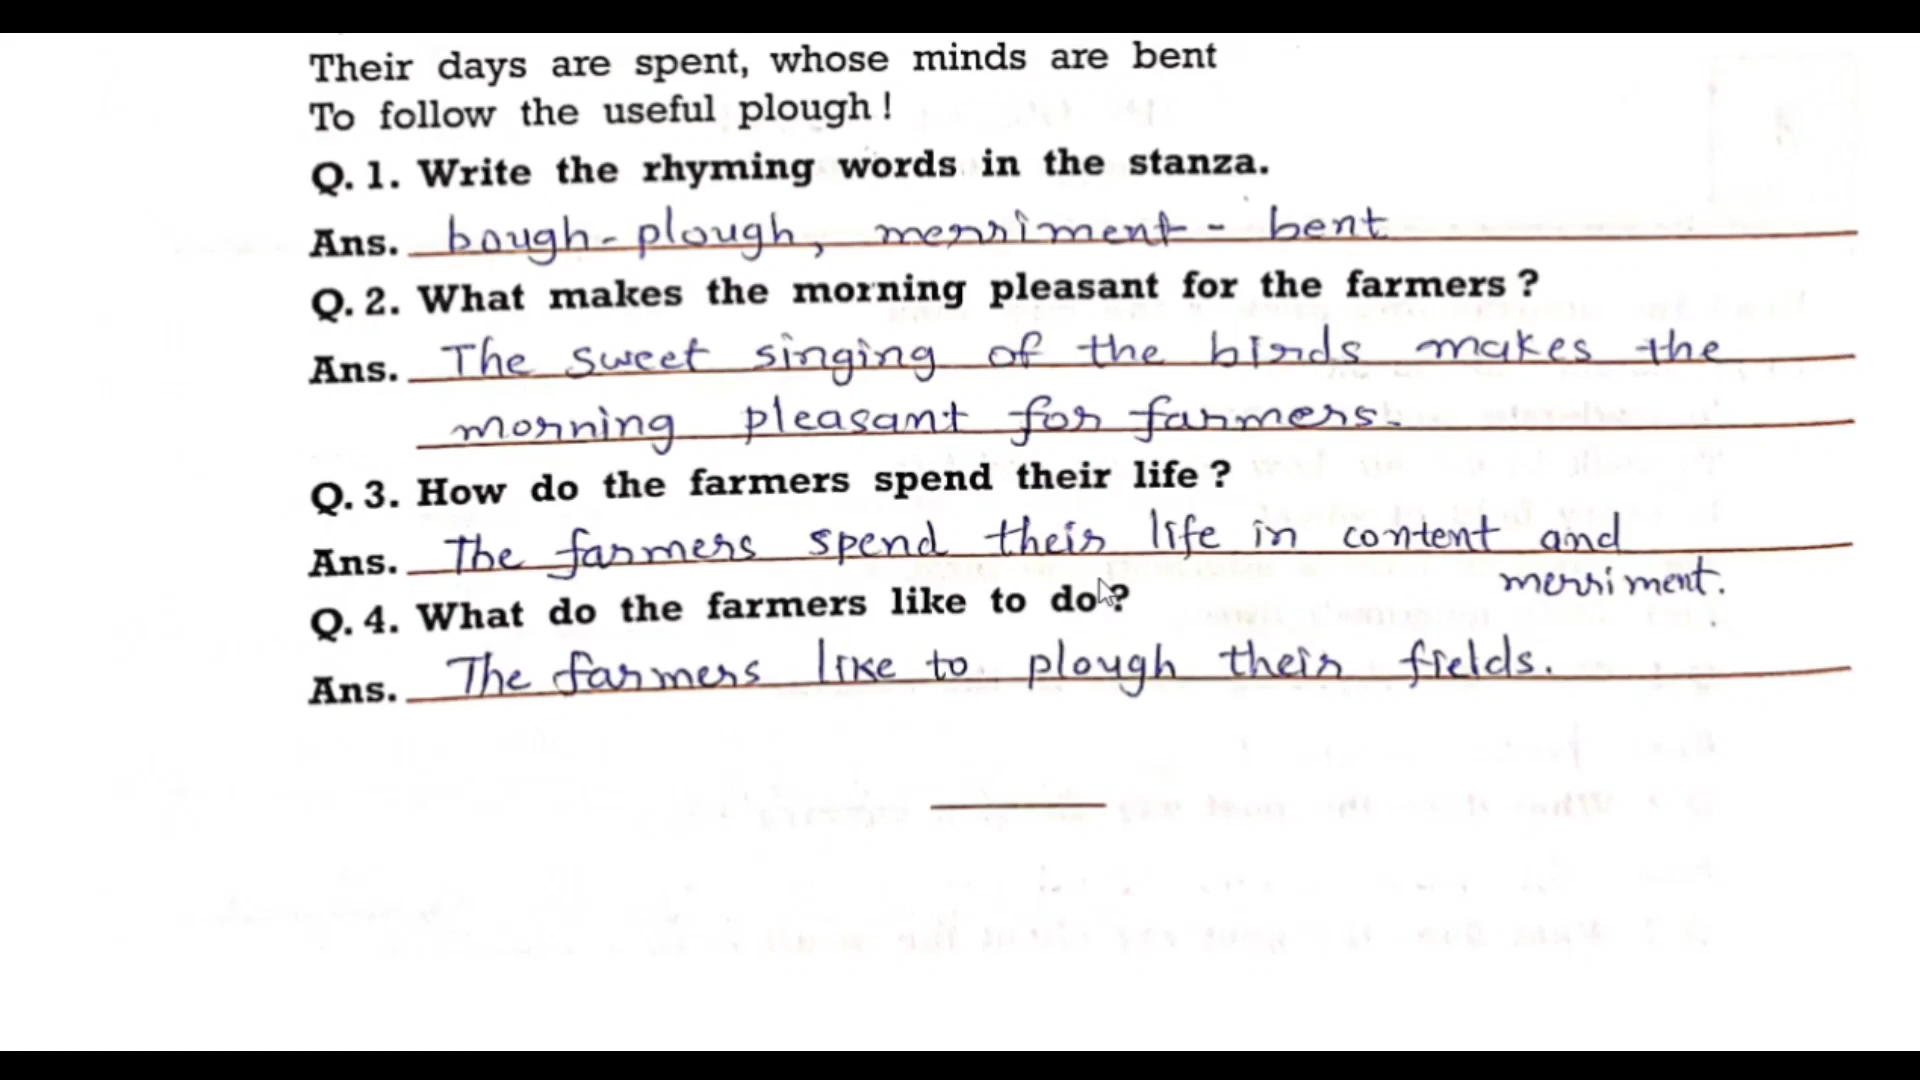 Their days are spent, whose minds are bent
To follow the useful plough!
Q. 1. Write the rhyming words in the stanza.
Ans. bough - plough, merriment - bent
Q. 2. What makes the morning pleasant for the farmers?
Ans. The sweet singing of the birds makes the
morning pleasant for farmers.
Q. 3. How do the farmers spend their life?
Ans. The farmers spend their life in content and
merriment.
Q. 4. What do the farmers like to do?
Ans. The farmers like to plough their fields.